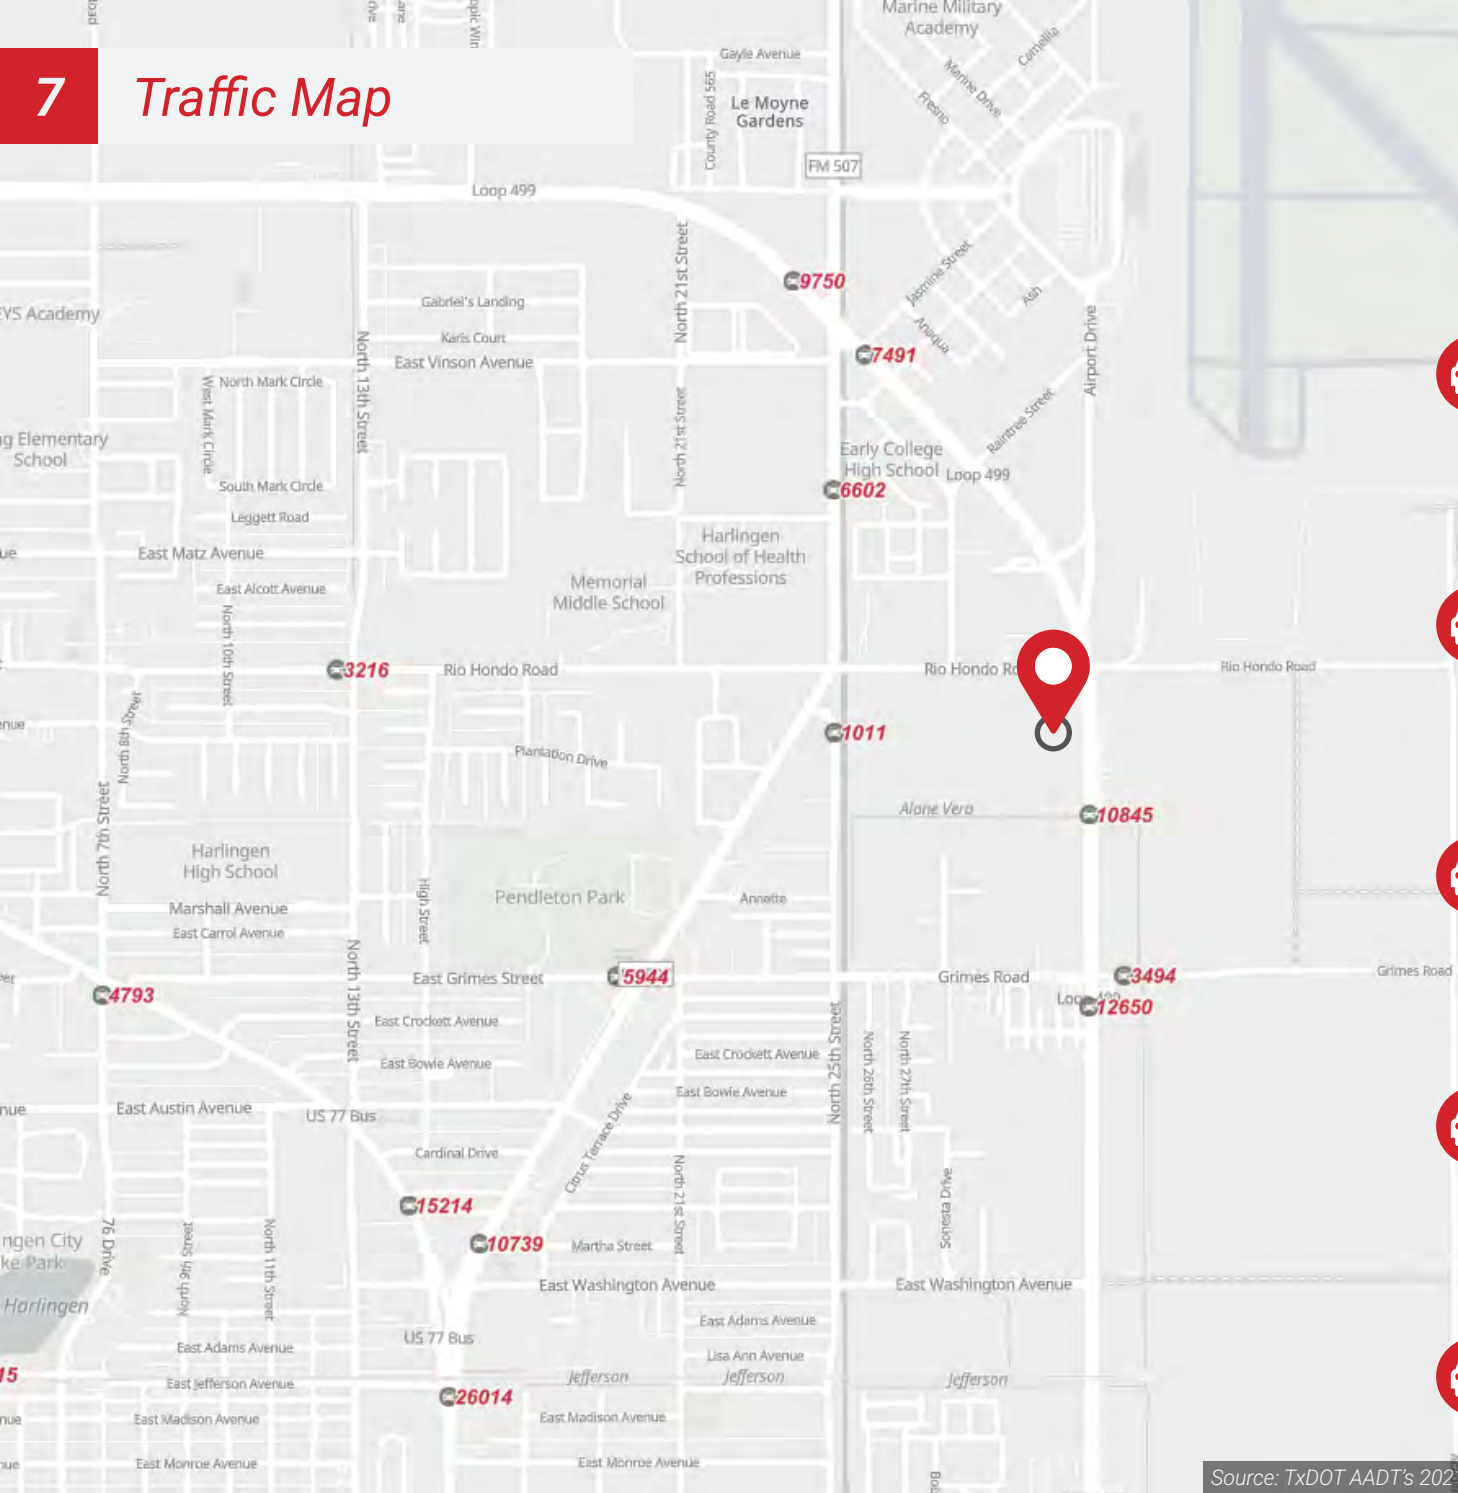 Marine Military
Academy
Gayle Avenue
Camellia
Marine Drive
Fresno
County Road 565
Le Moyne
Gardens
7
Traffic Map
FM 507
Loop 499
North 21st Street
Jasmine Street
9750
Ash
Gabriel's Landing
EYS Academy
Anaqua
Airport Drive
North 13th Street
Karis Court
7491
East Vinson Avenue
North Mark Circle
West Mark Circle
North 21st Street
Raintree Street
Elementary
School
Early College
High School
Loop 499
South Mark Circle
6602
Leggett Road
Harlingen
School of Health
Professions
East Matz Avenue
Memorial
Middle School
East Alcott Avenue
North 10th Street
3216
Rio Hondo Road
Rio Hondo
Rio Hondo Road
North 8th Street
1011
Plantation Drive
Alone Vera
10845
North 7th Street
Harlingen
High School
High Street
Pendleton Park
Annette
Marshall Avenue
East Carrol Avenue
North 13th Street
East Grimes Street
5944
Grimes Road
3494
Grimes Road
4793
Loop 499
12650
East Crockett Avenue
North 25th Street
North 26th Street
North 27th Street
East Crockett Avenue
East Bowie Avenue
East Bowie Avenue
East Austin Avenue
US 77 Bus
Citrus Terrace Drive
Cardinal Drive
North 21st Street
Sonesta Drive
15214
76 Drive
North 9th Street
North 11th Street
10739
Martha Street
City
Park
East Washington Avenue
East Washington Avenue
Harlingen
East Adams Avenue
US 77 Bus
East Adams Avenue
Lisa Ann Avenue
15
East Jefferson Avenue
Jefferson
Jefferson
Jefferson
26014
East Madison Avenue
East Madison Avenue
East Monroe Avenue
East Monroe Avenue
Source: TxDOT AADT's 202